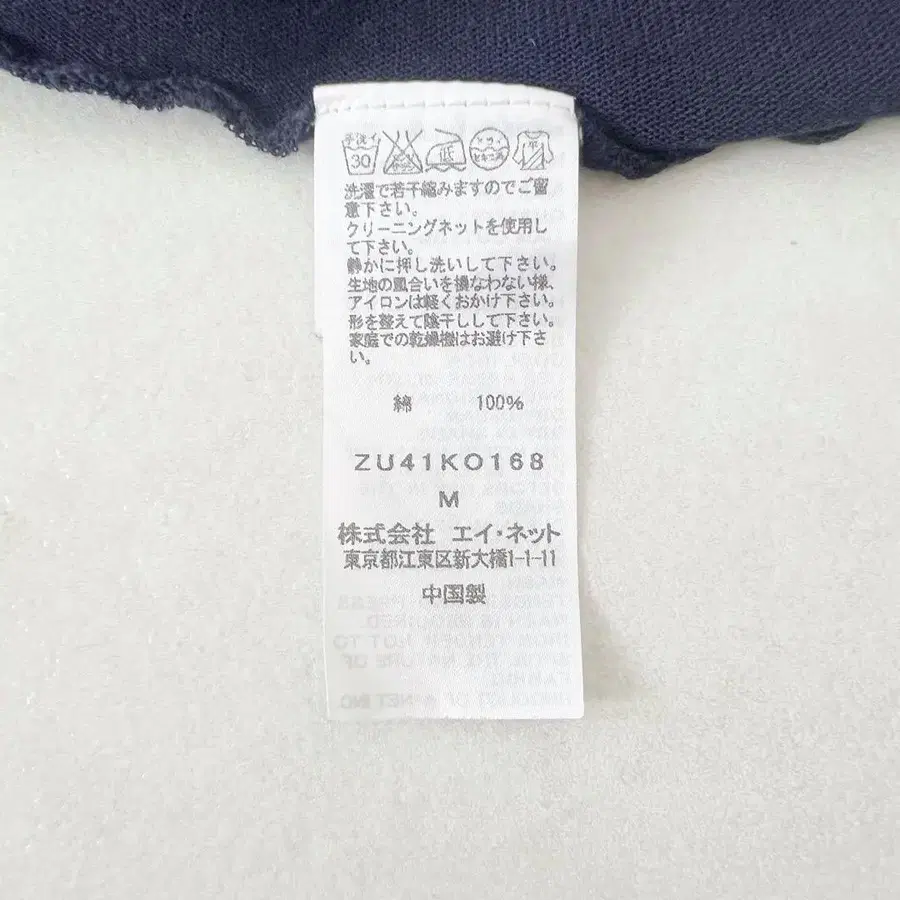 手洗イ
30
低
洗濯で若干縮みますのでご留
意下さい。
クリーニングネットを使用し
て下さい。
静かに押し洗いして下さい。
生地の風合いを損なわない様、
アイロンは軽くおかけ下さい。
形を整えて陰干しして下さい。
家庭での乾燥機はお避け下さ
い。
綿 100%
ZU41KO168
M
株式会社 エイ・ネット
東京都江東区新大橋1-1-11
中国製